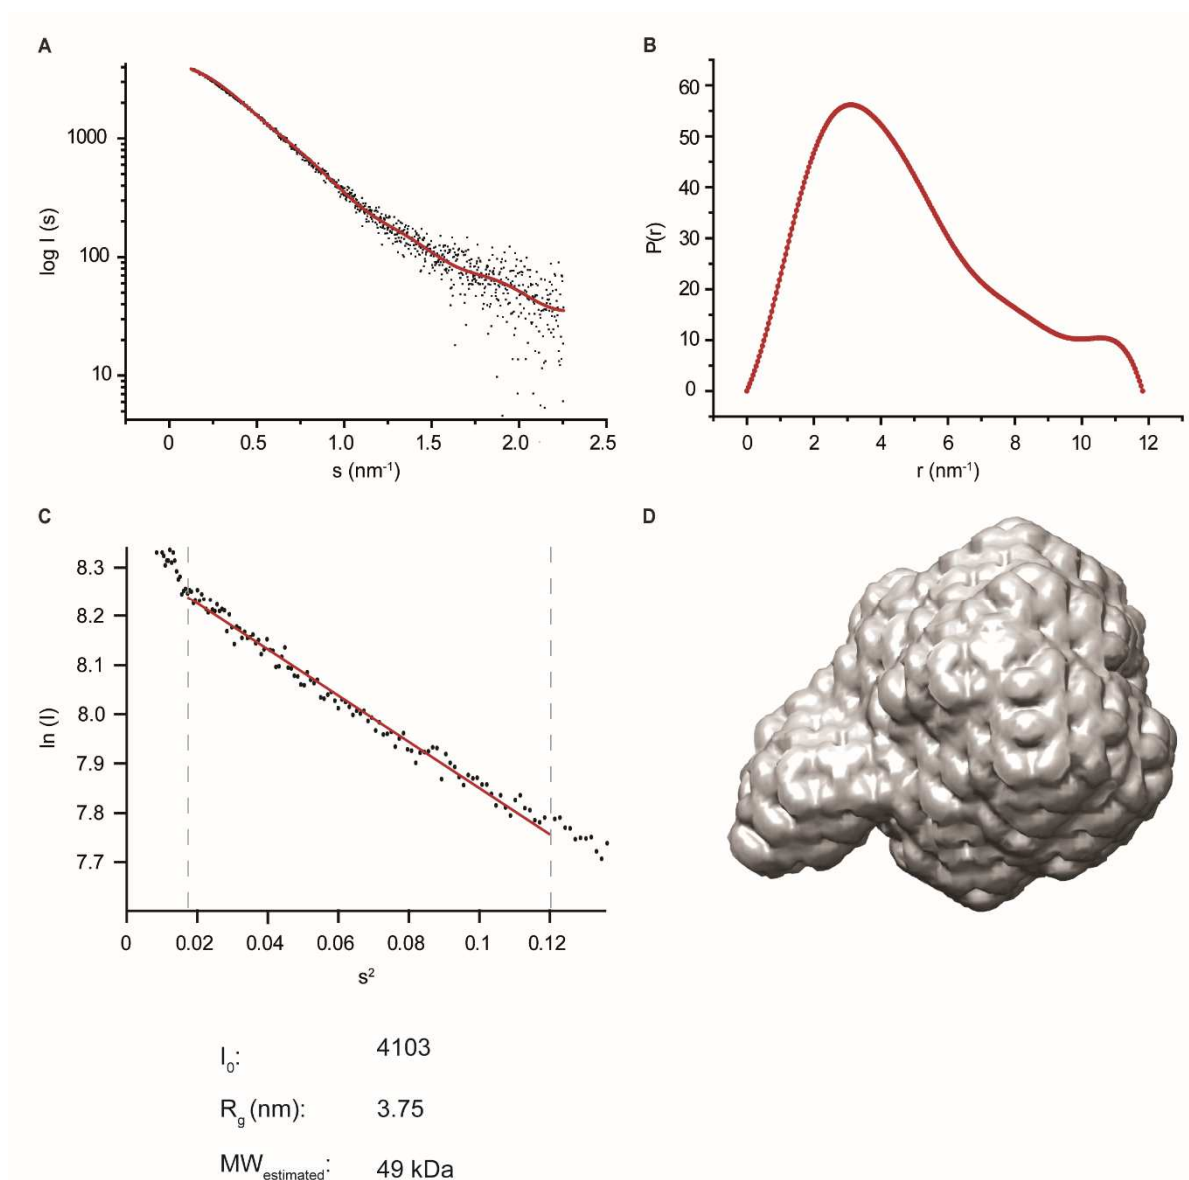 A
log I (s)
1000
100
10
0 0.5 1.0 1.5 2.0 2.5
s (nm⁻¹)
B
P(r)
60
50
40
30
20
10
0
0 2 4 6 8 10 12
r (nm⁻¹)
C
ln (I)
8.3
8.2
8.1
8.0
7.9
7.8
7.7
0 0.02 0.04 0.06 0.08 0.1 0.12
s²
D
I₀: 4103
Rg (nm): 3.75
MWestimated: 49 kDa